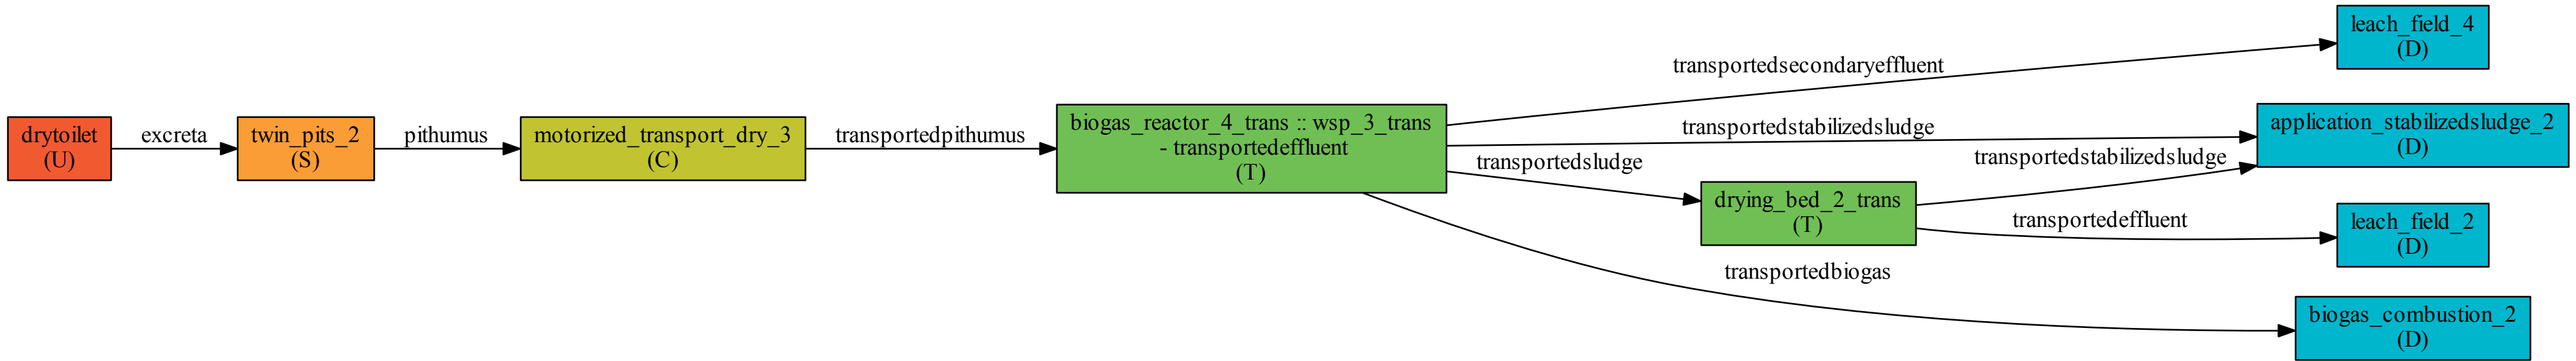 drytoilet
(U)
excreta
twin_pits_2
(S)
pithumus
motorized_transport_dry_3
(C)
transportedpithumus
biogas_reactor_4_trans :: wsp_3_trans
- transportedeffluent
(T)
transportedsecondaryeffluent
transportedstabilizedsludge
transportedsludge
transportedbiogas
drying_bed_2_trans
(T)
transportedstabilizedsludge
transportedeffluent
leach_field_4
(D)
application_stabilizedsludge_2
(D)
leach_field_2
(D)
biogas_combustion_2
(D)